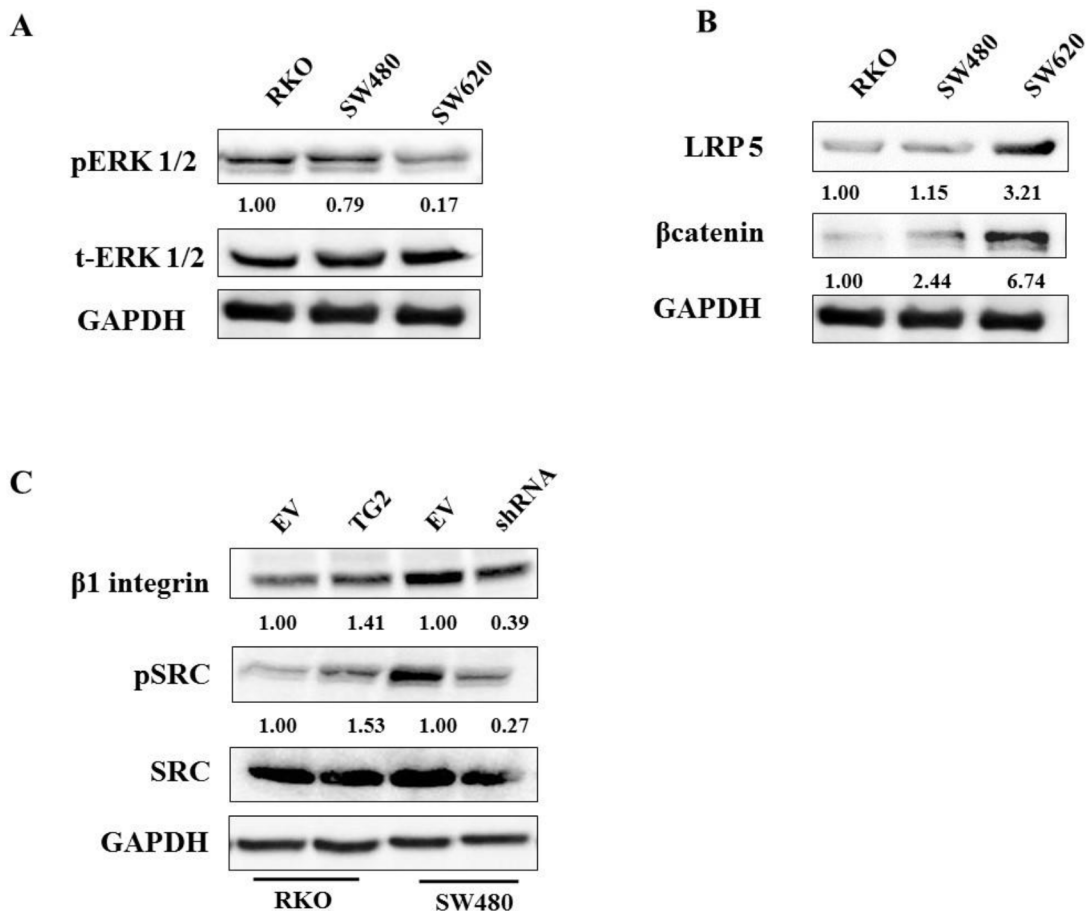 A
RKO SW480 SW620
pERK 1/2
1.00 0.79 0.17
t-ERK 1/2
GAPDH
B
RKO SW480 SW620
LRP 5
1.00 1.15 3.21
βcatenin
1.00 2.44 6.74
GAPDH
C
EV TG2 EV shRNA
β1 integrin
1.00 1.41 1.00 0.39
pSRC
1.00 1.53 1.00 0.27
SRC
GAPDH
RKO SW480